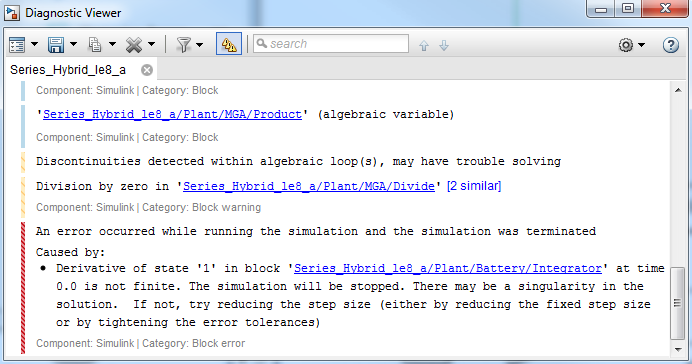 Diagnostic Viewer
search
Series_Hybrid_le8_a
Component: Simulink | Category: Block
'Series_Hybrid_le8_a/Plant/MGA/Product' (algebraic variable)
Component: Simulink | Category: Block
Discontinuities detected within algebraic loop(s), may have trouble solving
Division by zero in 'Series_Hybrid_le8_a/Plant/MGA/Divide' [2 similar]
Component: Simulink | Category: Block warning
An error occurred while running the simulation and the simulation was terminated
Caused by:
• Derivative of state '1' in block 'Series_Hybrid_le8_a/Plant/Battery/Integrator' at time
0.0 is not finite. The simulation will be stopped. There may be a singularity in the
solution.  If not, try reducing the step size (either by reducing the fixed step size
or by tightening the error tolerances)
Component: Simulink | Category: Block error